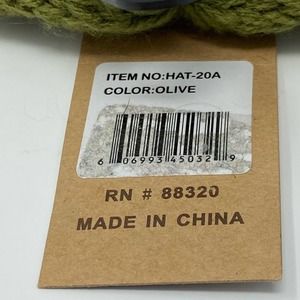 ITEM NO:HAT-20A
COLOR:OLIVE
6 06993 45032 9
RN # 88320
MADE IN CHINA